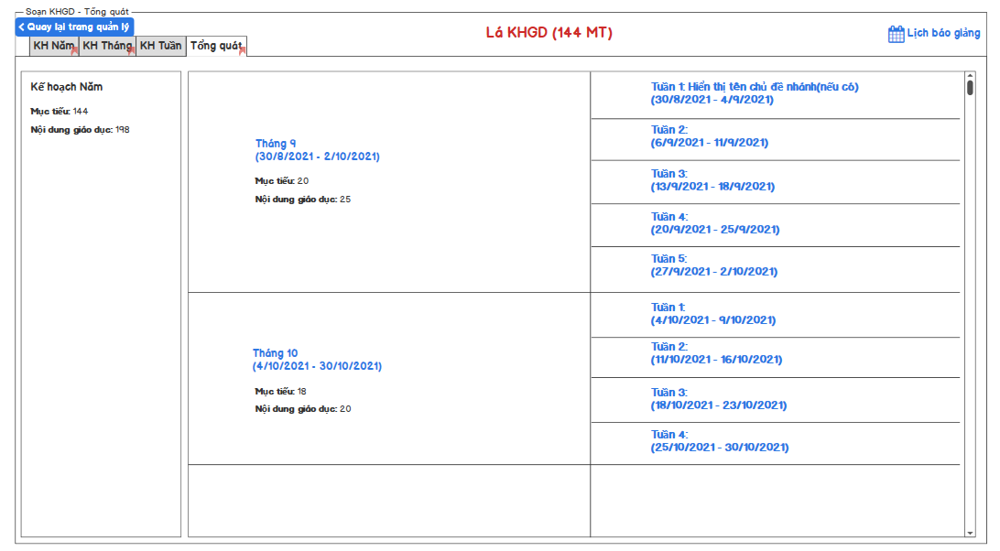 Soạn KHGD - Tổng quát
< Quay lại trang quản lý
Lá KHGD (144 MT)
Lịch báo giảng
KH Năm
KH Tháng
KH Tuần
Tổng quát
Kế hoạch Năm
Mục tiêu: 144
Nội dung giáo dục: 198
Tháng 9
(30/8/2021 - 2/10/2021)
Mục tiếu: 20
Nội dung giáo dục: 25
Tuần 1: Hiển thị tên chủ đề nhánh(nếu có)
(30/8/2021 - 4/9/2021)
Tuần 2:
(6/9/2021 - 11/9/2021)
Tuần 3:
(13/9/2021 - 18/9/2021)
Tuần 4:
(20/9/2021 - 25/9/2021)
Tuần 5:
(27/9/2021 - 2/10/2021)
Tháng 10
(4/10/2021 - 30/10/2021)
Mục tiếu: 18
Nội dung giáo dục: 20
Tuần 1:
(4/10/2021 - 9/10/2021)
Tuần 2:
(11/10/2021 - 16/10/2021)
Tuần 3:
(18/10/2021 - 23/10/2021)
Tuần 4:
(25/10/2021 - 30/10/2021)